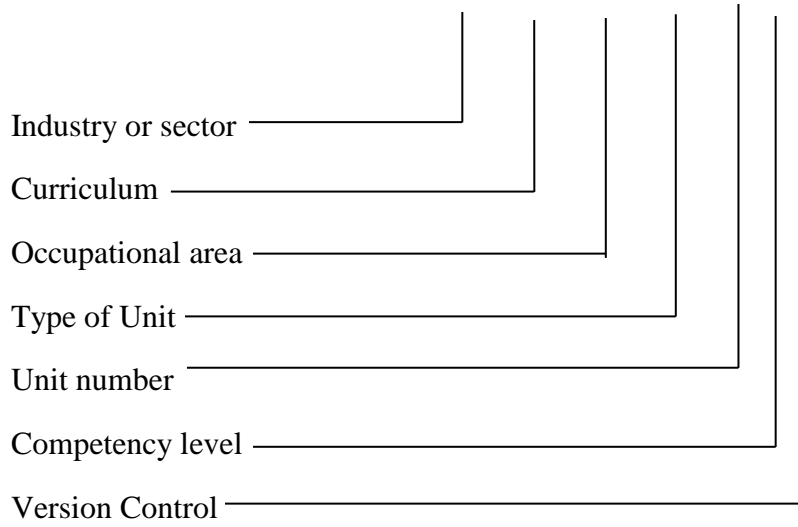 Industry or sector
Curriculum
Occupational area
Type of Unit
Unit number
Competency level
Version Control